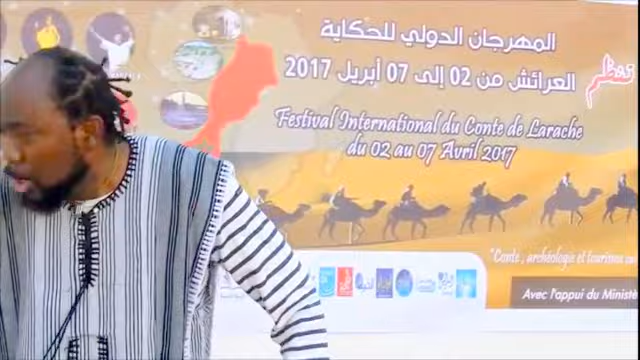 المهرجان الدولي للحكاية
تنظم
العرائش من 02 إلى 07 أبريل 2017
Festival International du Conte de Larache
du 02 au 07 Avril 2017
"Conte, archéologie et tourisme
Avec l'appui du Ministè